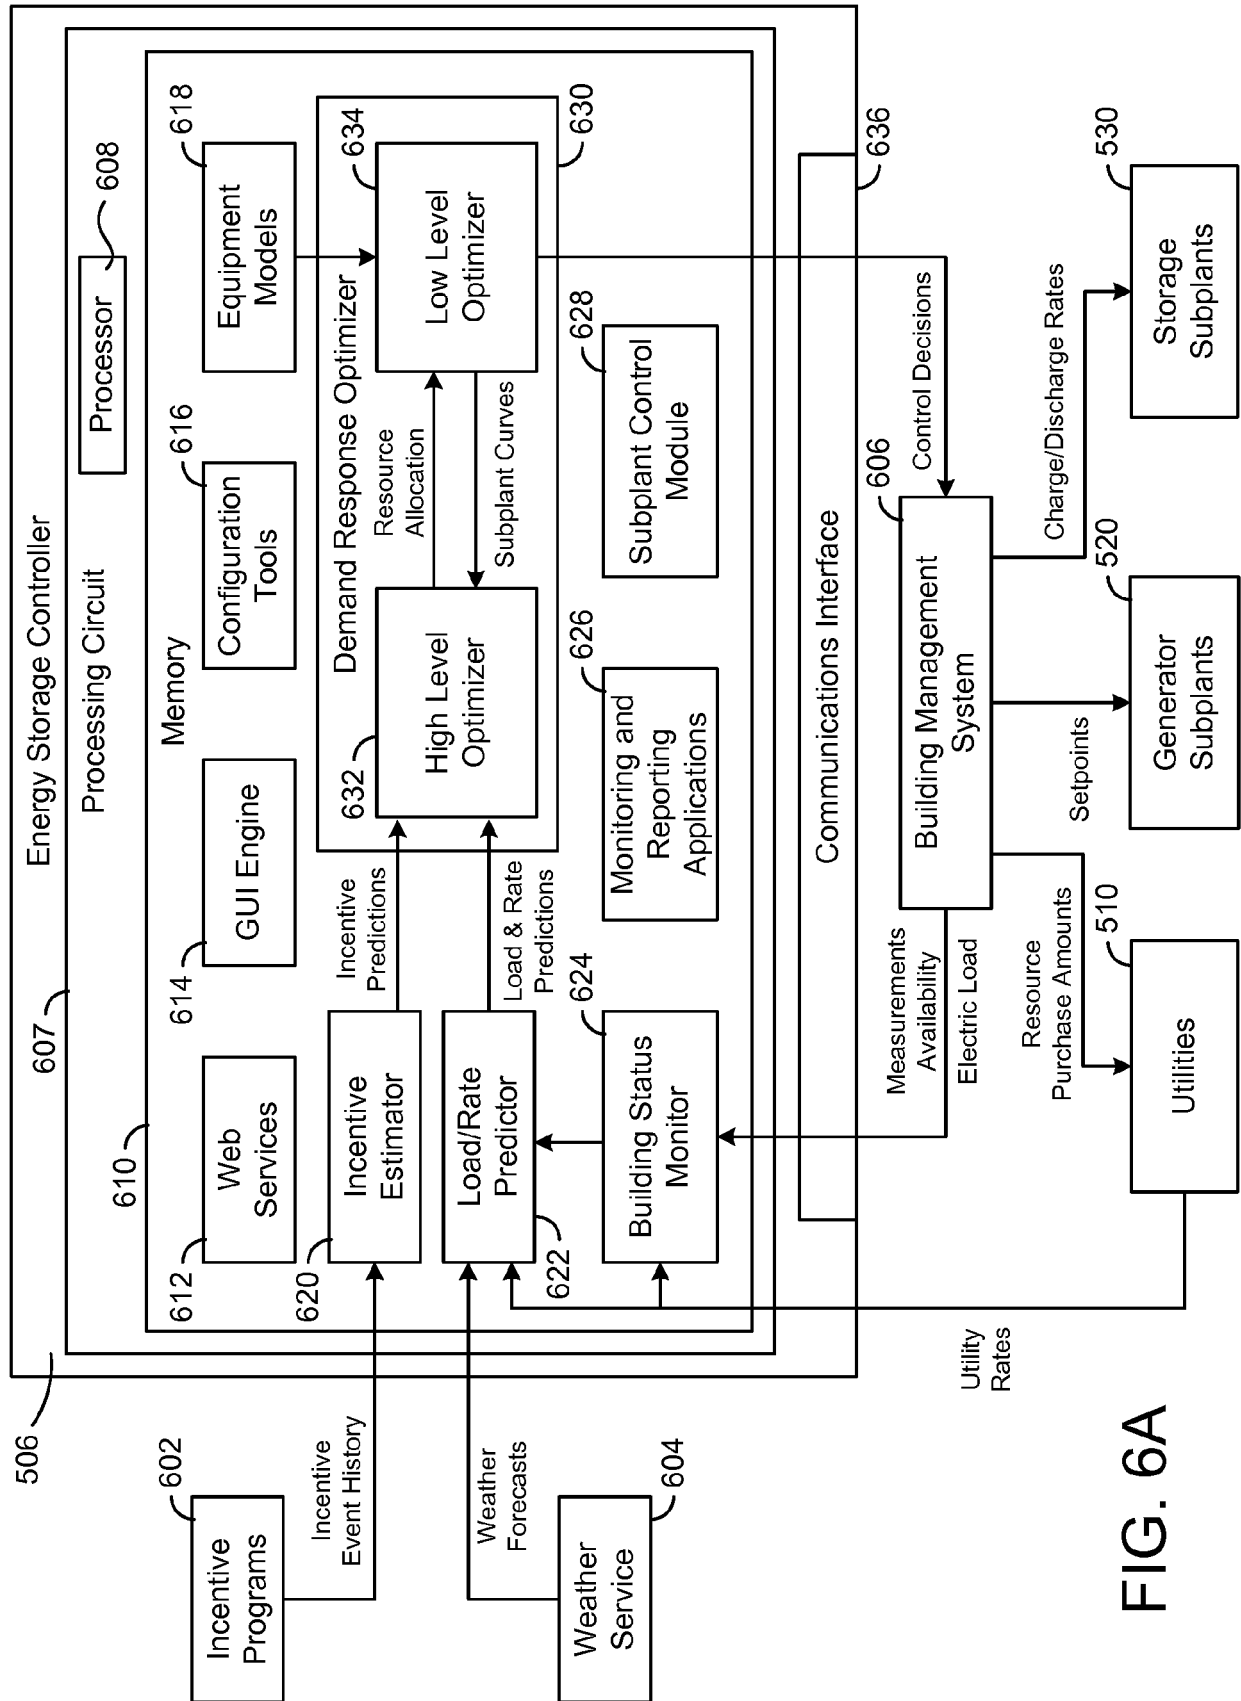 506
Energy Storage Controller
607
Processing Circuit
Processor
608
610
Memory
612
Web
Services
614
GUI Engine
616
Configuration
Tools
618
Equipment
Models
602
Incentive
Programs
Incentive
Event History
620
Incentive
Estimator
Incentive
Predictions
Demand Response Optimizer
630
632
High Level
Optimizer
Resource
Allocation
Subplant Curves
634
Low Level
Optimizer
Weather
Forecasts
604
Weather
Service
622
Load/Rate
Predictor
Load & Rate
Predictions
624
Building Status
Monitor
626
Monitoring and
Reporting
Applications
628
Subplant Control
Module
Communications Interface
636
Measurements
Availability
Electric Load
606
Building Management
System
Control Decisions
Utility
Rates
Resource
Purchase Amounts
Setpoints
Charge/Discharge Rates
510
Utilities
520
Generator
Subplants
530
Storage
Subplants
FIG. 6A